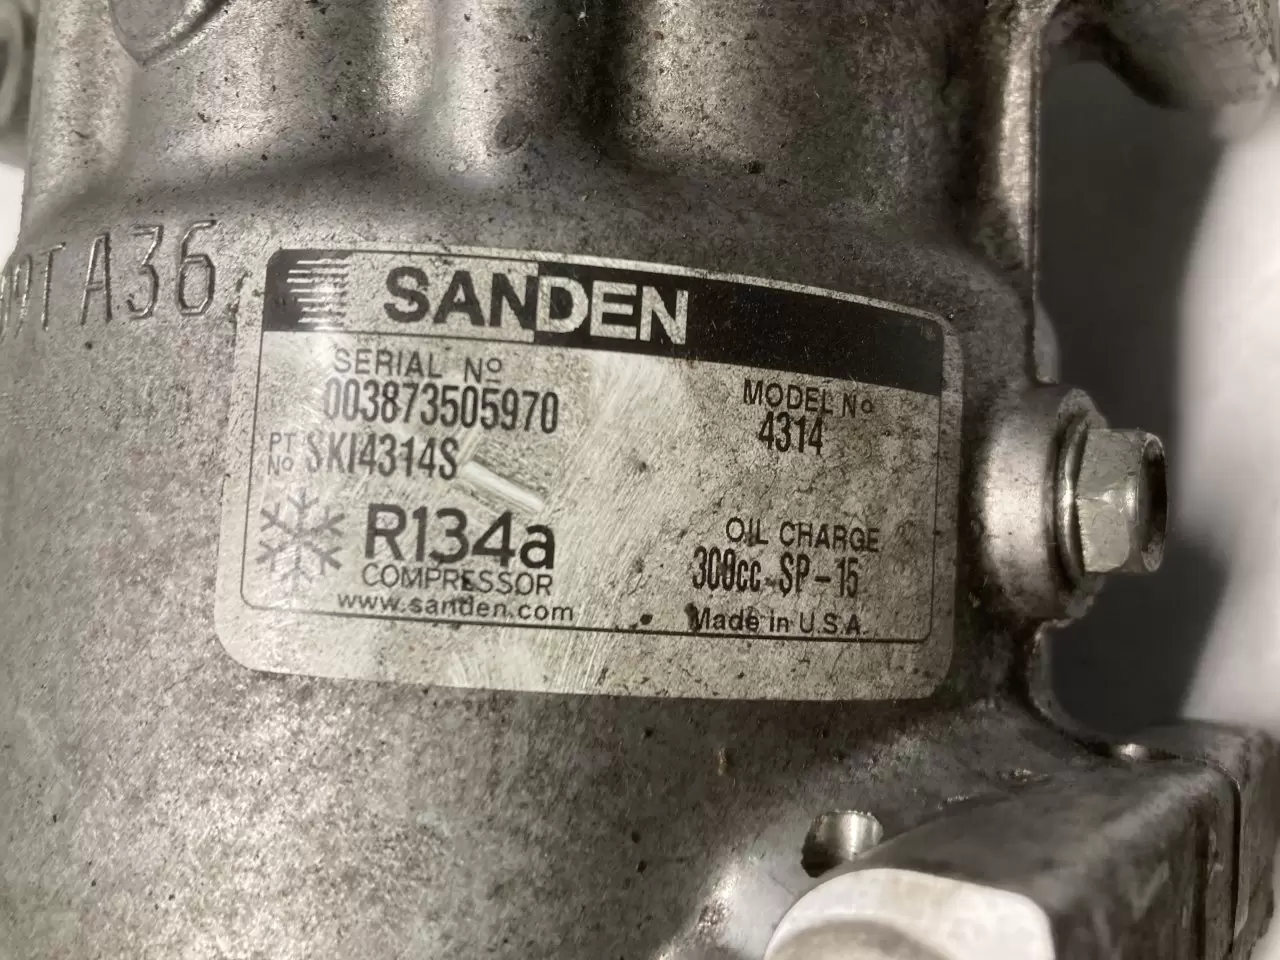 A36
SANDEN
SERIAL Nº
003873505970
MODEL Nº
4314
PT Nº SKI4314S
R134a
COMPRESSOR
www.sanden.com
OIL CHARGE
300cc SP-15
Made in U.S.A.